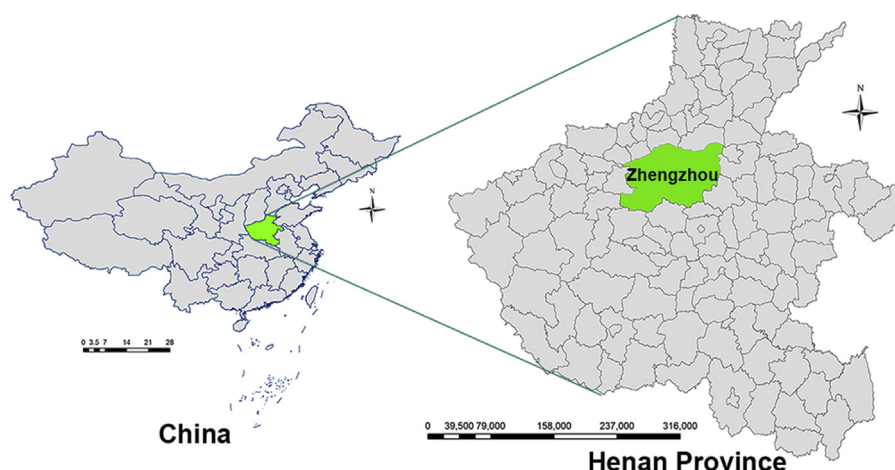 N
N
Zhengzhou
0 3.5 7 14 21 28
China
0 39,500 79,000 158,000 237,000 316,000
Henan Province